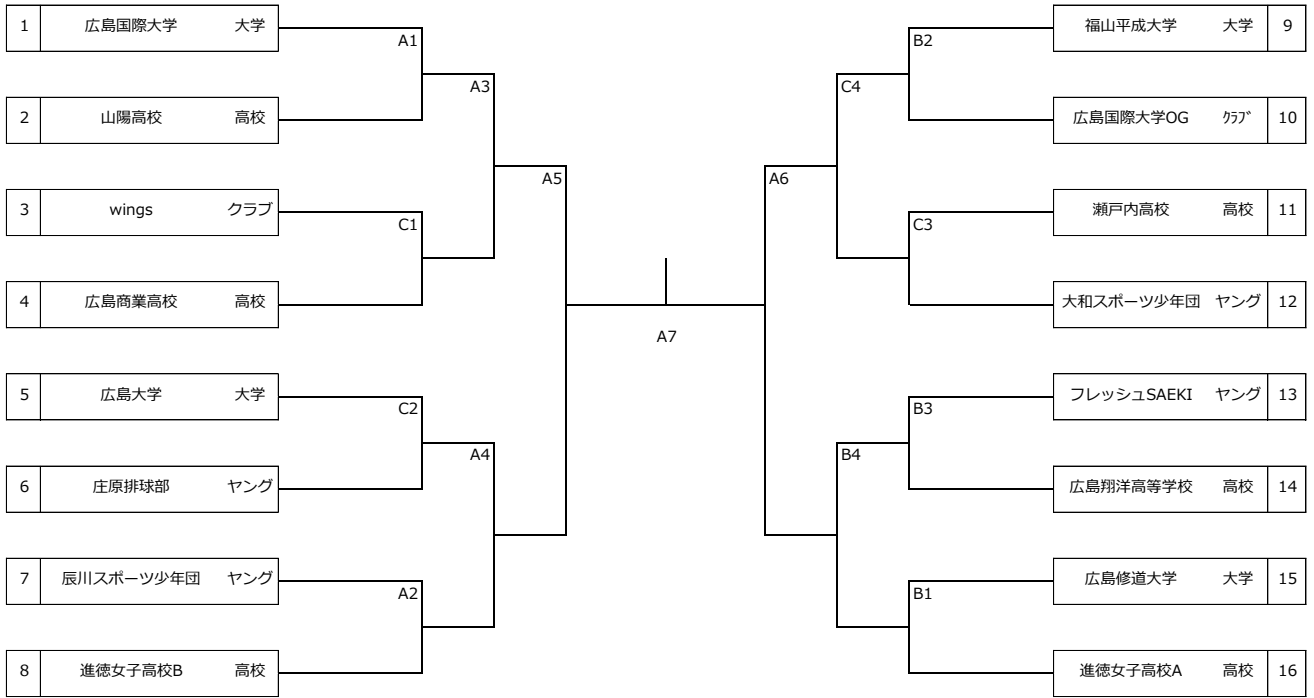 1 広島国際大学 大学
2 山陽高校 高校
3 wings クラブ
4 広島商業高校 高校
5 広島大学 大学
6 庄原排球部 ヤング
7 辰川スポーツ少年団 ヤング
8 進徳女子高校B 高校
A1
C1
C2
A2
A3
A4
A5
A7
A6
C4
B4
B2
C3
B3
B1
福山平成大学 大学 9
広島国際大学OG ｸﾗﾌﾞ 10
瀬戸内高校 高校 11
大和スポーツ少年団 ヤング 12
フレッシュSAEKI ヤング 13
広島翔洋高等学校 高校 14
広島修道大学 大学 15
進徳女子高校A 高校 16